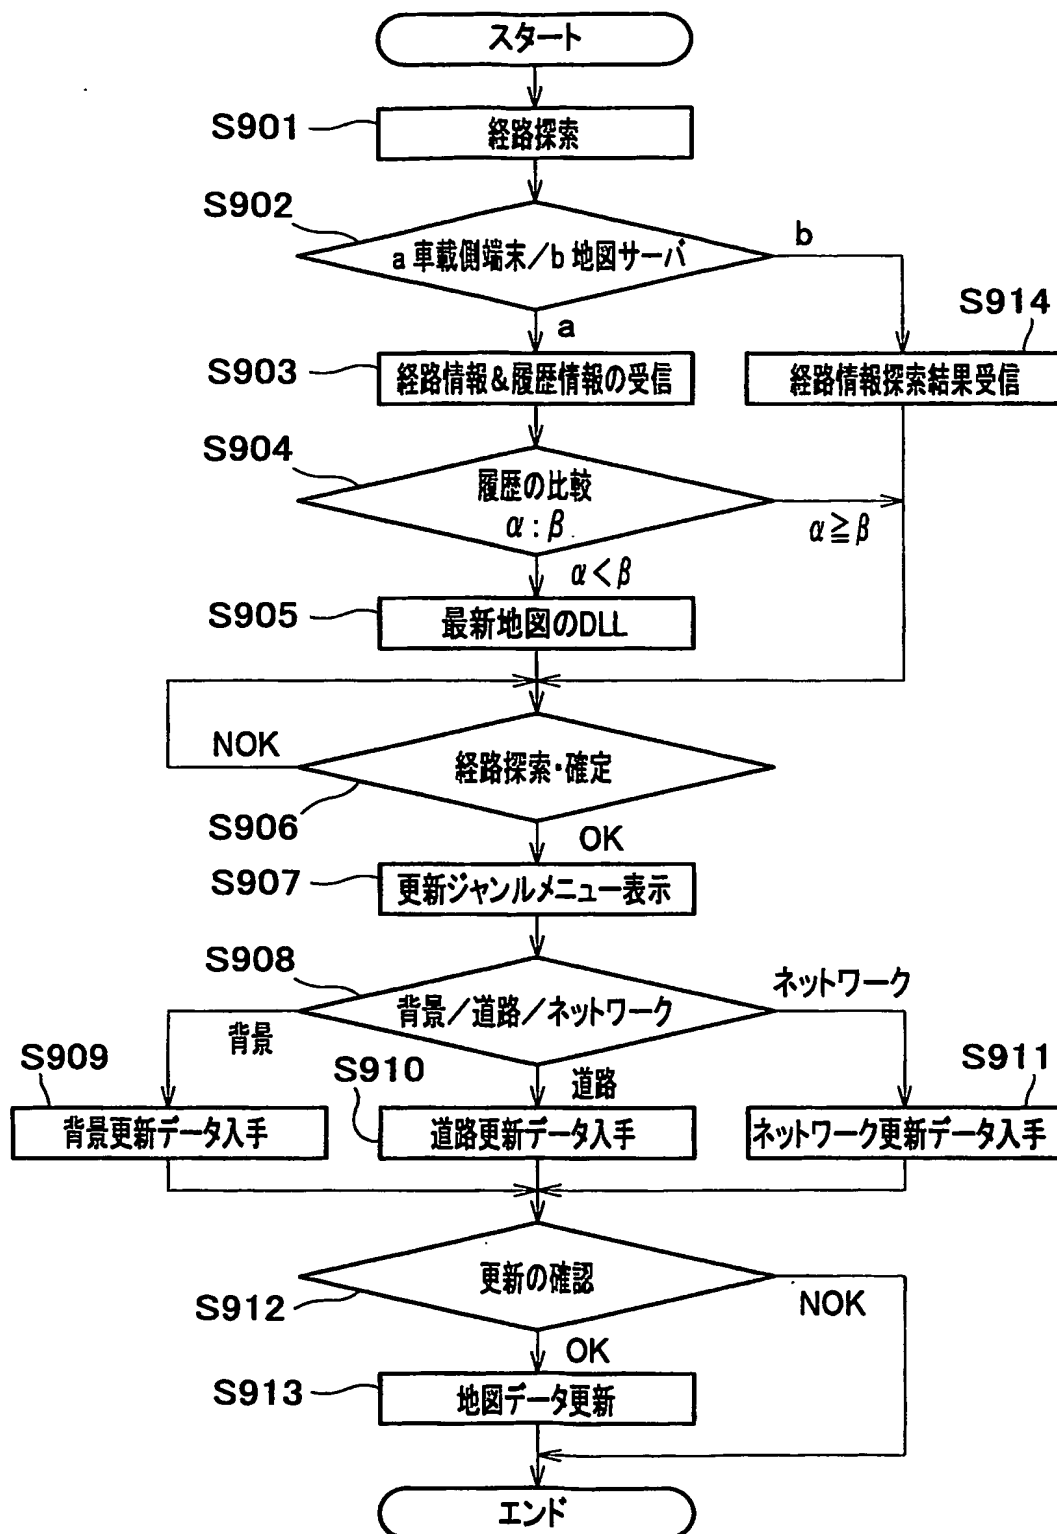 スタート
S901
経路探索
S902
a 車載側端末／b 地図サーバ
b
a
S914
S903
経路情報＆履歴情報の受信
経路情報探索結果受信
S904
履歴の比較
α：β
α≧β
α＜β
S905
最新地図のDLL
NOK
経路探索・確定
S906
OK
S907
更新ジャンルメニュー表示
S908
背景／道路／ネットワーク
ネットワーク
背景
道路
S909
S910
S911
背景更新データ入手
道路更新データ入手
ネットワーク更新データ入手
更新の確認
S912
NOK
OK
S913
地図データ更新
エンド